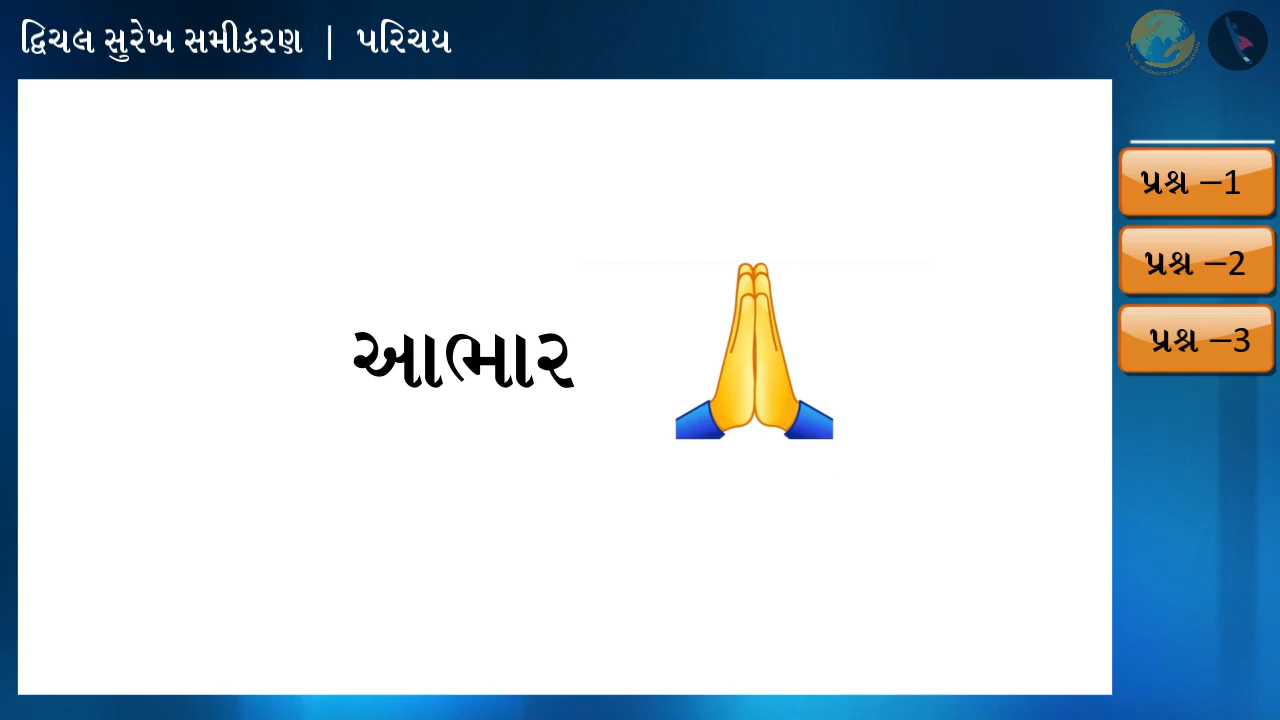 દ્વિચલ સુરેખ સમીકરણ | પરિચય
પ્રશ્ન –1
પ્રશ્ન –2
પ્રશ્ન –3
આભાર